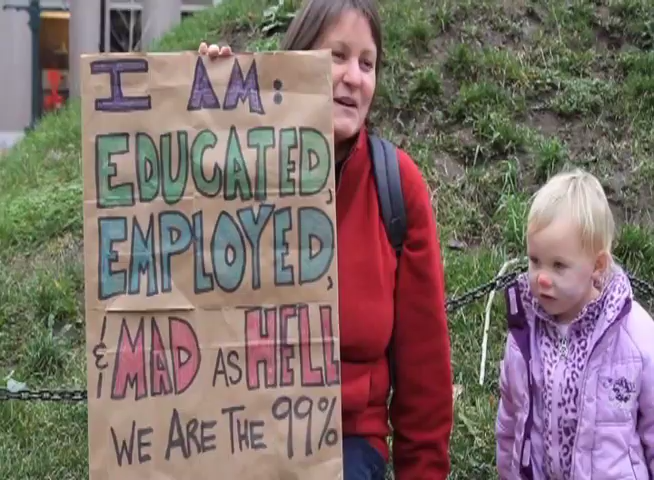 I AM:
EDUCATED,
EMPLOYED,
& MAD AS HELL
WE ARE THE 99%